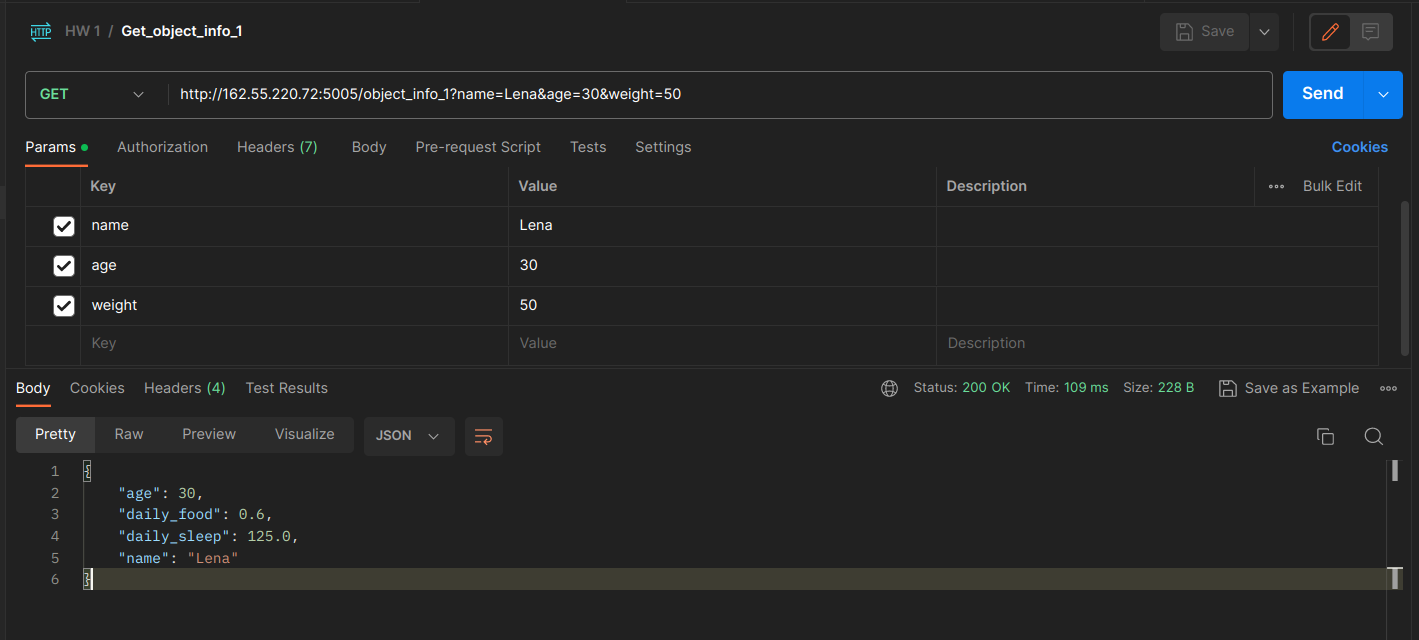 HTTP HW 1 / Get_object_info_1 Save
GET http://162.55.220.72:5005/object_info_1?name=Lena&age=30&weight=50 Send
Params Authorization Headers (7) Body Pre-request Script Tests Settings Cookies
Key Value Description Bulk Edit
name Lena
age 30
weight 50
Key Value Description
Body Cookies Headers (4) Test Results Status: 200 OK Time: 109 ms Size: 228 B Save as Example
Pretty Raw Preview Visualize JSON
1 {
2 "age": 30,
3 "daily_food": 0.6,
4 "daily_sleep": 125.0,
5 "name": "Lena"
6 }